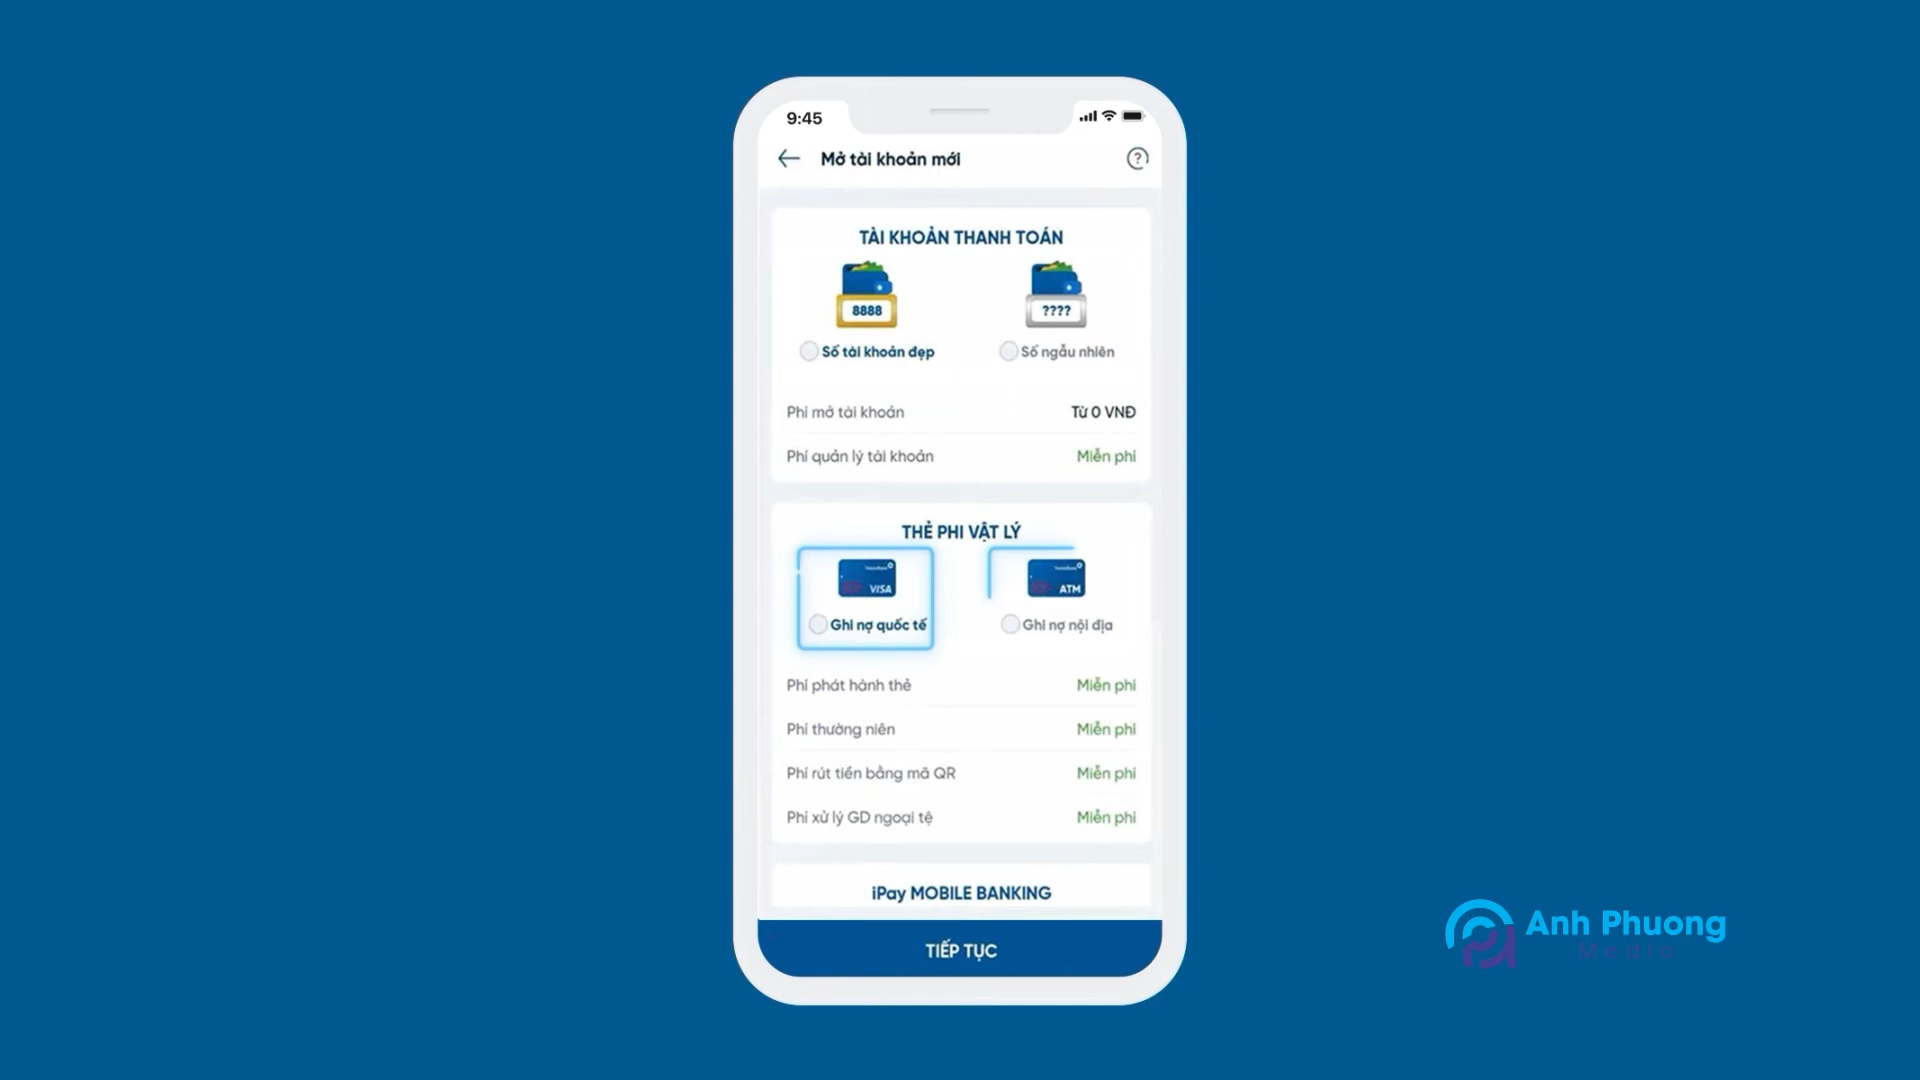 9:45
Mở tài khoản mới
?
TÀI KHOẢN THANH TOÁN
8888
????
Số tài khoản đẹp
Số ngẫu nhiên
Phí mở tài khoản
Từ 0 VNĐ
Phí quản lý tài khoản
Miễn phí
THẺ PHI VẬT LÝ
VISA
ATM
Ghi nợ quốc tế
Ghi nợ nội địa
Phí phát hành thẻ
Miễn phí
Phí thường niên
Miễn phí
Phí rút tiền bằng mã QR
Miễn phí
Phí xử lý GD ngoại tệ
Miễn phí
iPay MOBILE BANKING
TIẾP TỤC
Anh Phuong
Media